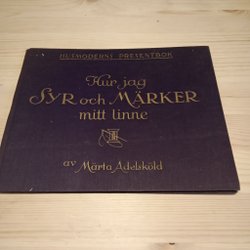 HUSMODERNS PRESENTBOK
Hur jag
SYR och MÄRKER
mitt linne
av Märta Adelsköld